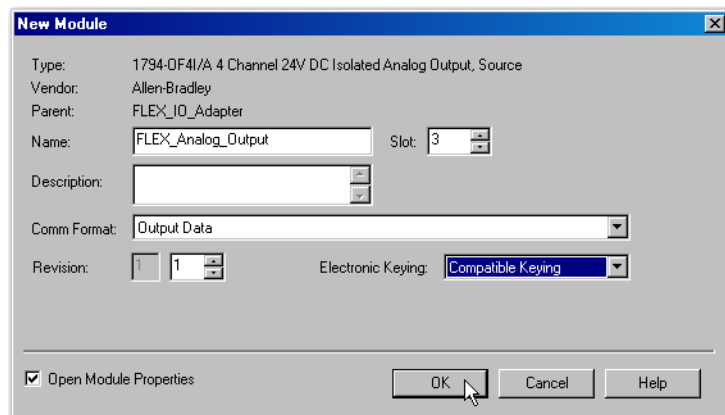 New Module
Type: 1794-OF4I/A 4 Channel 24V DC Isolated Analog Output, Source
Vendor: Allen-Bradley
Parent: FLEX_IO_Adapter
Name: FLEX_Analog_Output Slot: 3
Description:
Comm Format: Output Data
Revision: 1 1 Electronic Keying: Compatible Keying
Open Module Properties OK Cancel Help